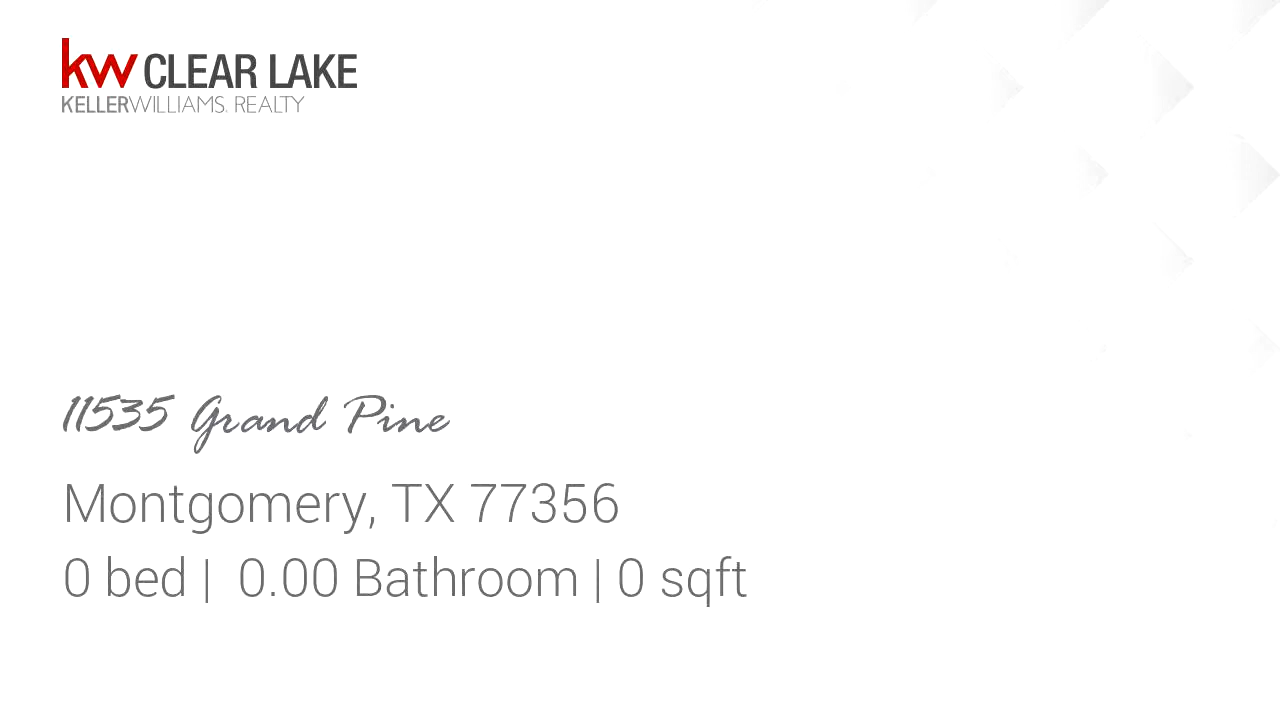 kw CLEAR LAKE
KELLERWILLIAMS. REALTY
11535 Grand Pine
Montgomery, TX 77356
0 bed | 0.00 Bathroom | 0 sqft